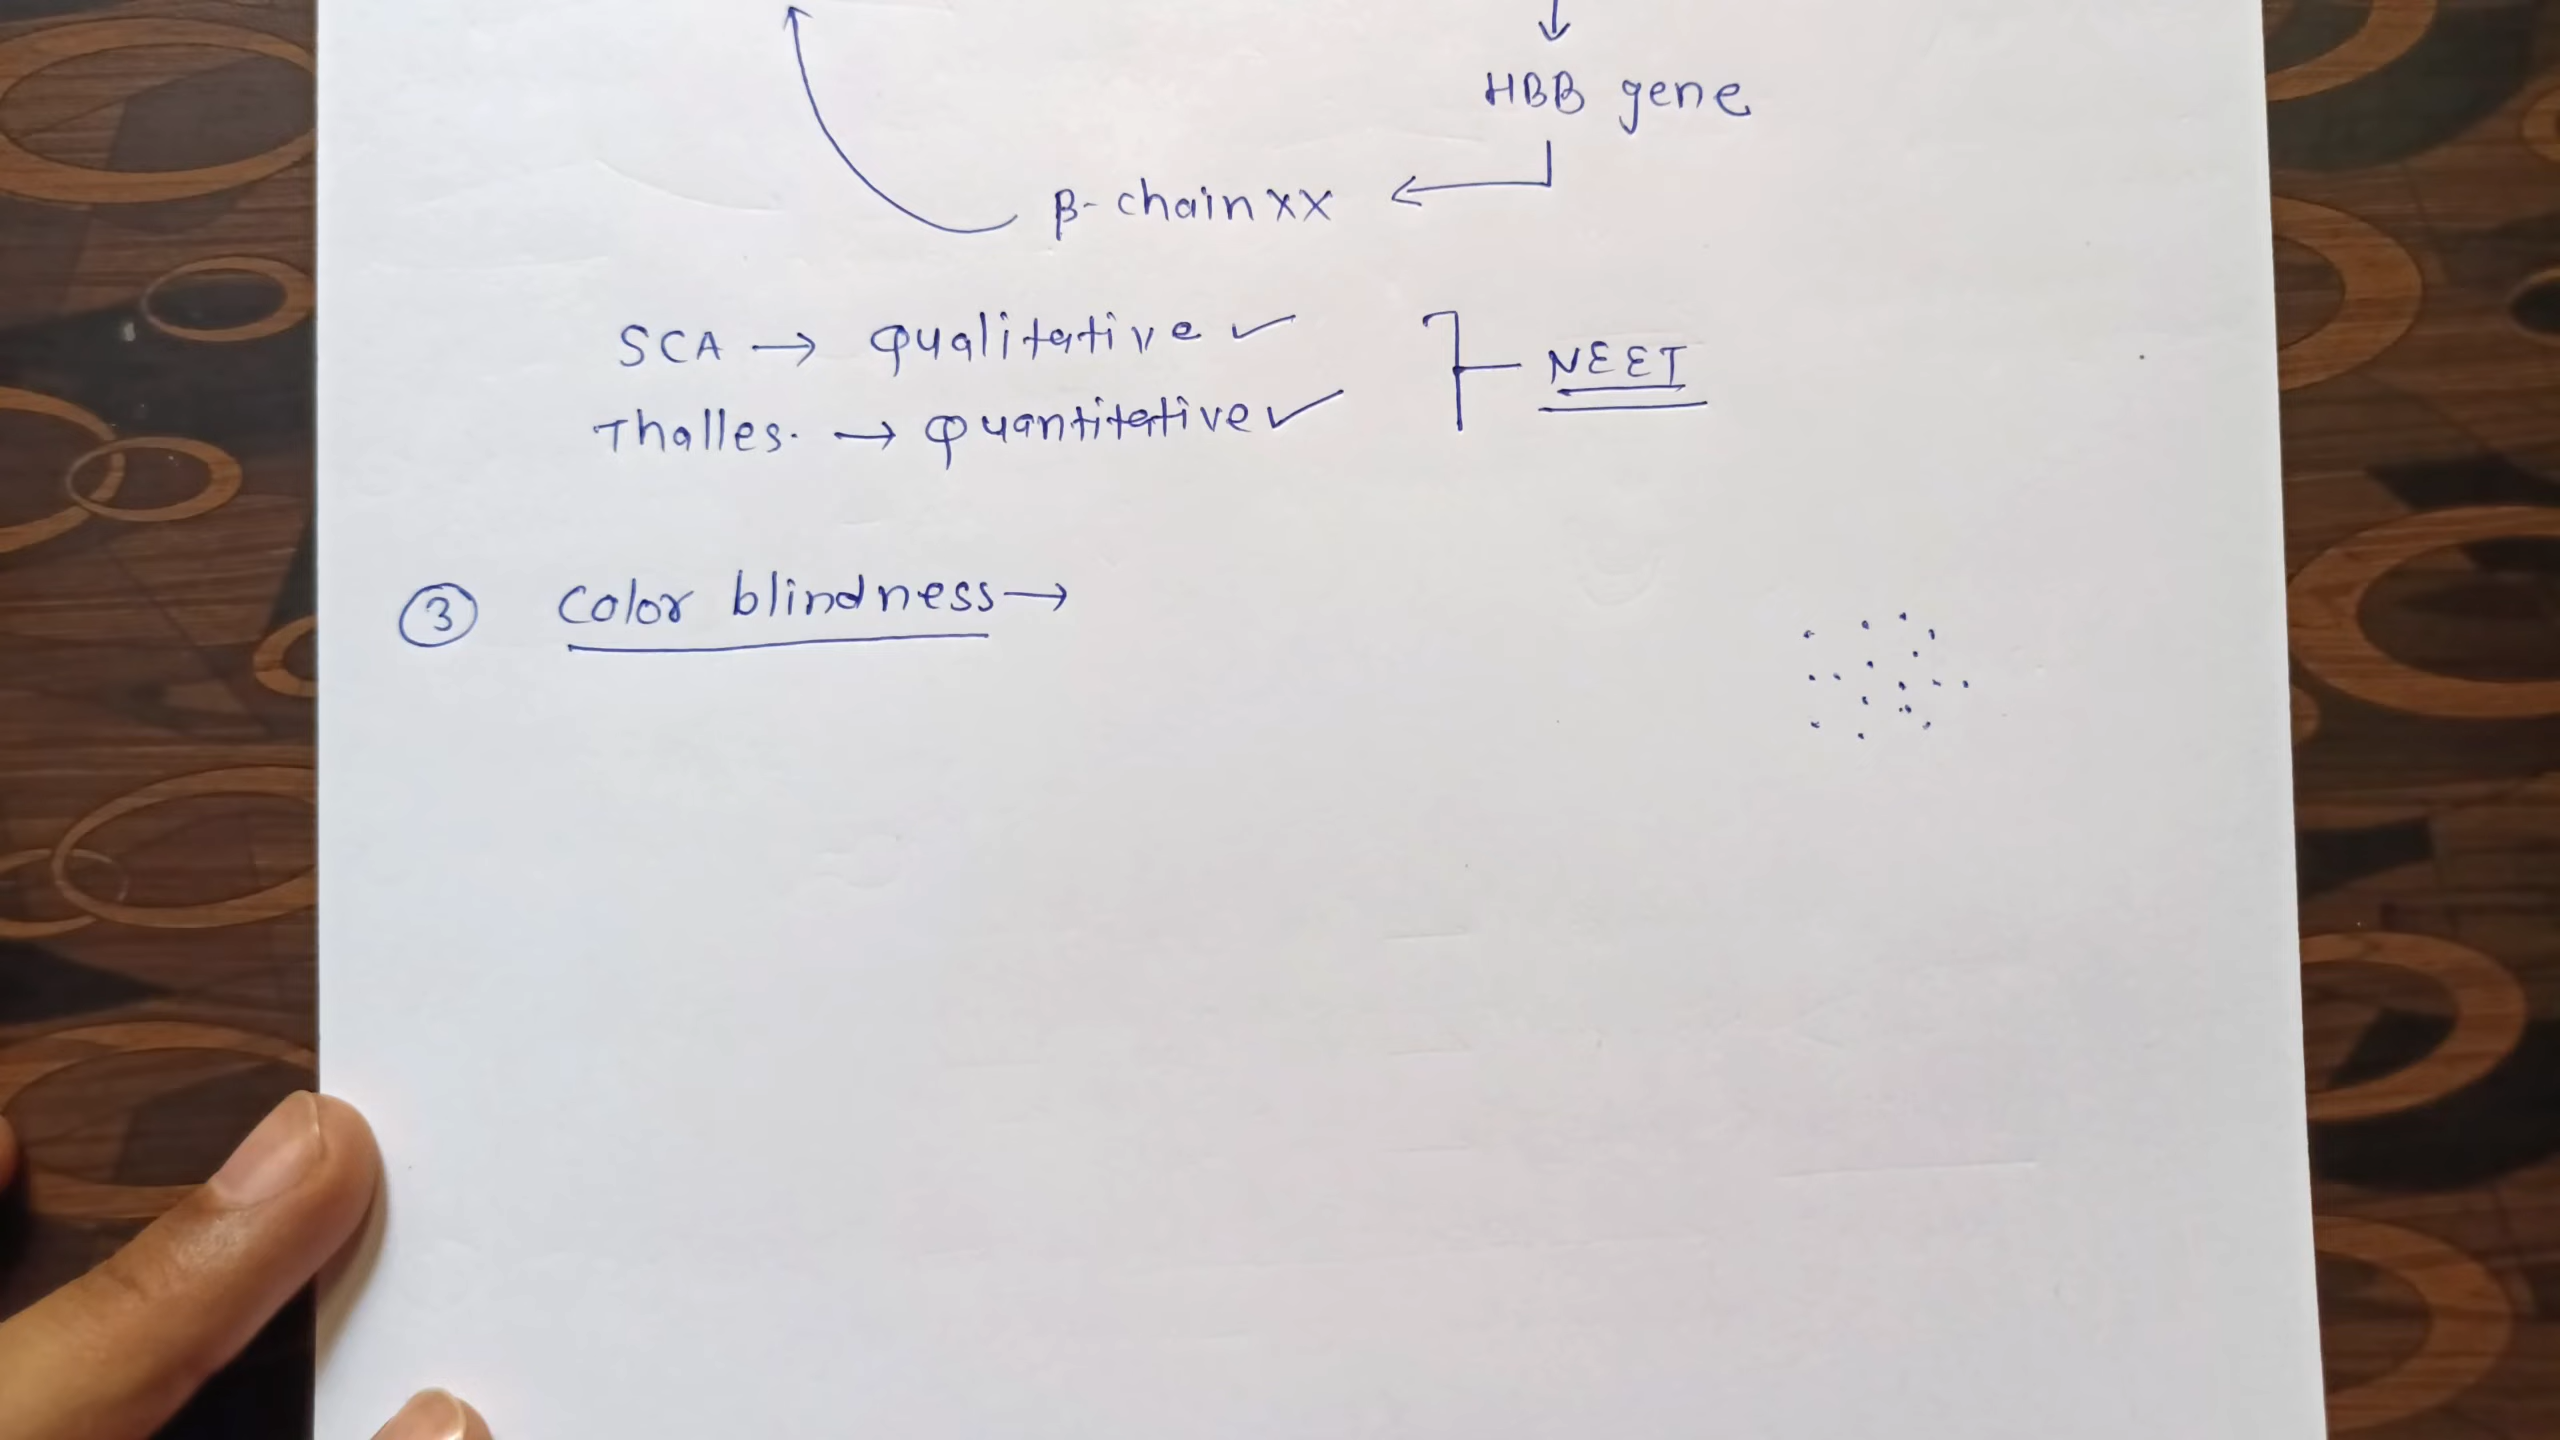 HBB gene
β- chain xx
SCA → qualitative ✓
NEET
Thalles. → quantitative ✓
③ Color blindness →